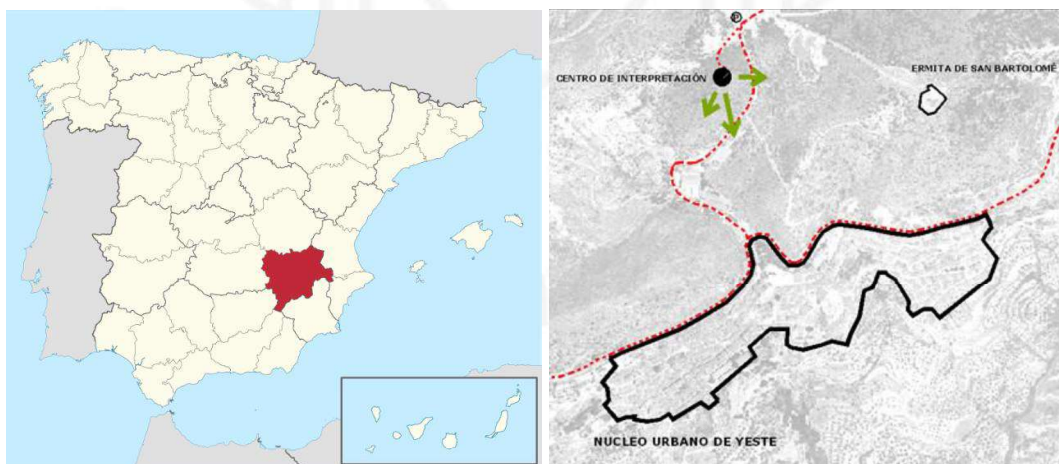 P
CENTRO DE INTERPRETACIÓN
ERMITA DE SAN BARTOLOMÉ
NUCLEO URBANO DE YESTE